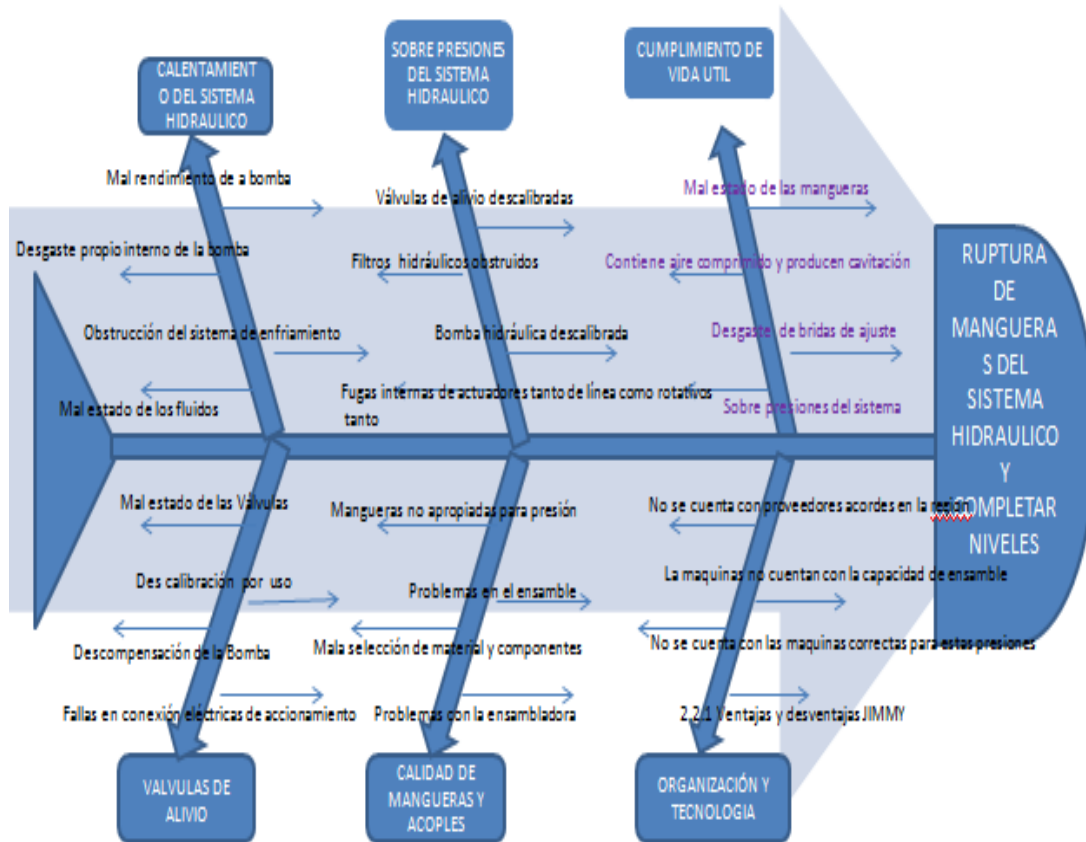 CALENTAMIENT
O DEL SISTEMA
HIDRAULICO
SOBRE PRESIONES
DEL SISTEMA
HIDRAULICO
CUMPLIMIENTO DE
VIDA UTIL
Mal rendimiento de a bomba
Desgaste propio interno de la bomba
Obstrucción del sistema de enfriamiento
Mal estado de los fluidos
Válvulas de alivio descalibradas
Filtros hidráulicos obstruidos
Bomba hidráulica descalibrada
Fugas internas de actuadores tanto de línea como rotativos
tanto
Mal estado de las mangueras
Contiene aire comprimido y producen cavitación
Desgaste de bridas de ajuste
Sobre presiones del sistema
RUPTURA
DE
MANGUERA
S DEL
SISTEMA
HIDRAULICO
Y
COMPLETAR
NIVELES
Mal estado de las Válvulas
Des calibración por uso
Descompensación de la Bomba
Fallas en conexión eléctricas de accionamiento
Mangueras no apropiadas para presión
Problemas en el ensamble
Mala selección de material y componentes
Problemas con la ensambladora
No se cuenta con proveedores acordes en la region
La maquinas no cuentan con la capacidad de ensamble
No se cuenta con las maquinas correctas para estas presiones
2.2.1 Ventajas y desventajas JIMMY
VALVULAS DE
ALIVIO
CALIDAD DE
MANGUERAS Y
ACOPLES
ORGANIZACIÓN Y
TECNOLOGIA